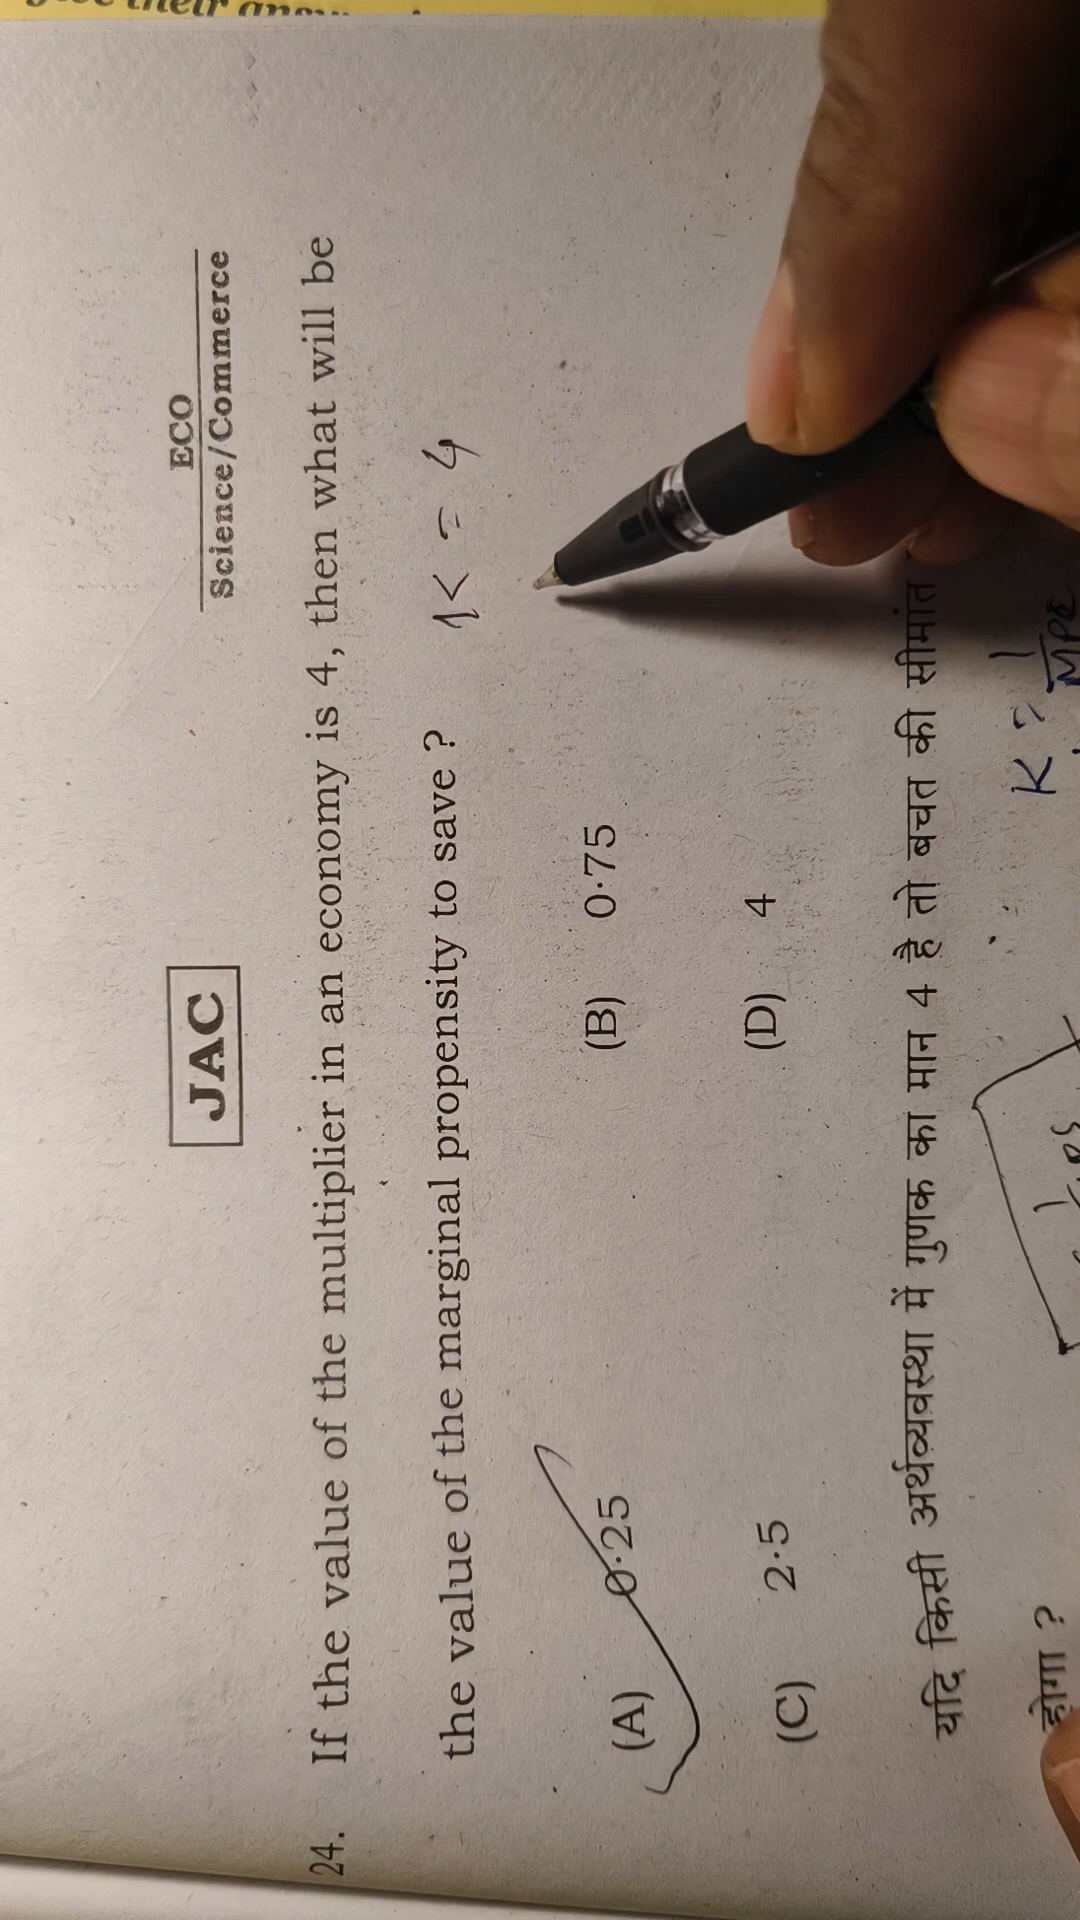 JAC
ECO
Science/Commerce
24. If the value of the multiplier in an economy is 4, then what will be
the value of the marginal propensity to save ?
K = 4
(A) 0·25
(B) 0·75
(C) 2·5
(D) 4
यदि किसी अर्थव्यवस्था में गुणक का मान 4 है तो बचत की सीमांत
होगा ?
K = 1